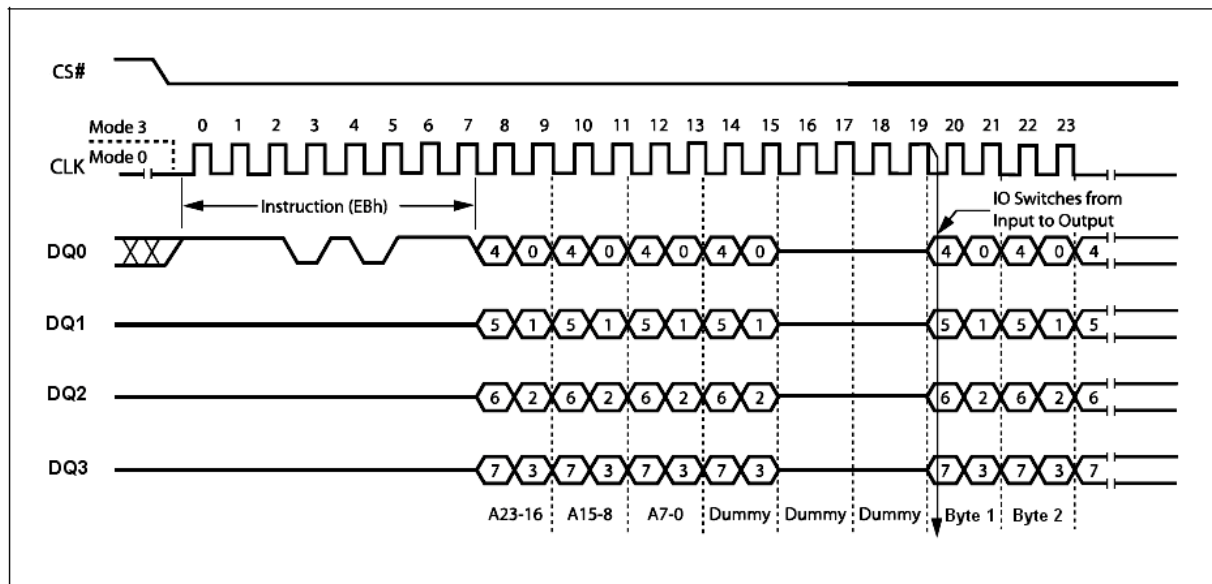 CS#
Mode 3
0 1 2 3 4 5 6 7 8 9 10 11 12 13 14 15 16 17 18 19 20 21 22 23
CLK
Mode 0
Instruction (EBh)
IO Switches from
Input to Output
DQ0
4 0 4 0 4 0 4 0 4 0 4 0 4
DQ1
5 1 5 1 5 1 5 1 5 1 5 1 5
DQ2
6 2 6 2 6 2 6 2 6 2 6 2 6
DQ3
7 3 7 3 7 3 7 3 7 3 7 3 7
A23-16 A15-8 A7-0 Dummy Dummy Dummy Byte 1 Byte 2